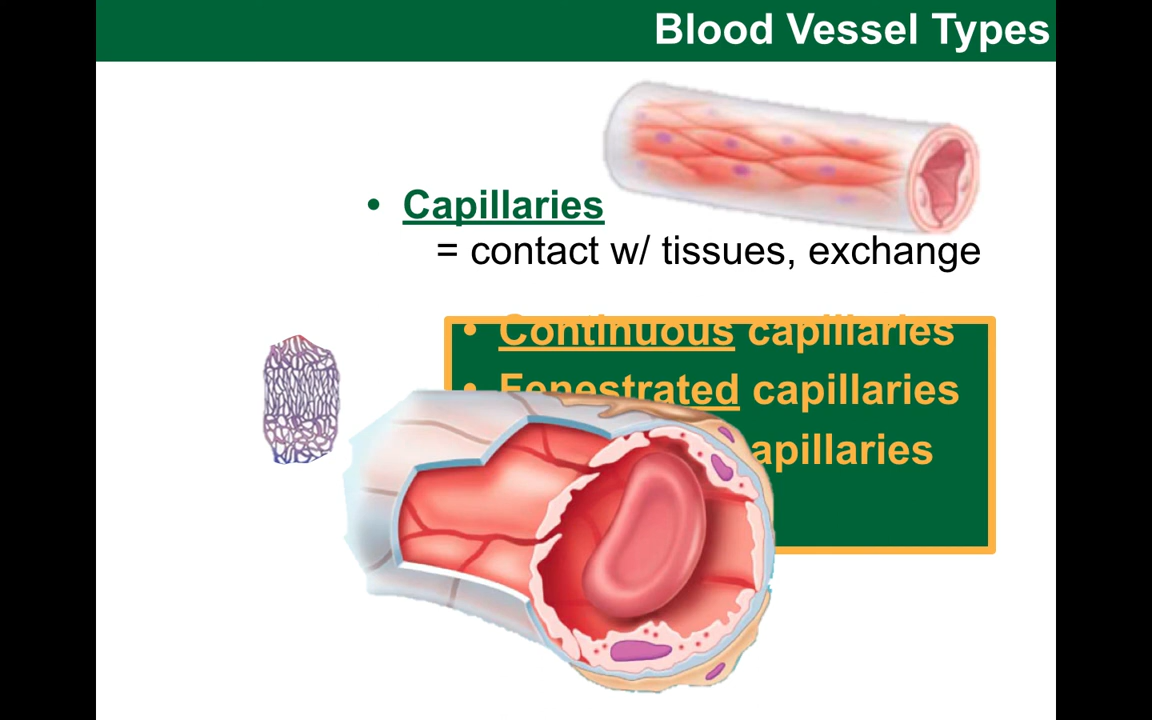 Blood Vessel Types
• Capillaries
= contact w/ tissues, exchange
• Continuous capillaries
• Fenestrated capillaries
apillaries